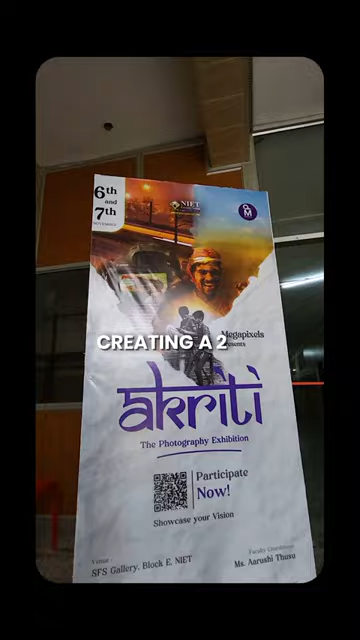 6th
and
7th
NOVEMBER
NIET
CREATING A 2
Megapixels
Presents
akriti
The Photography Exhibition
Participate
Now!
Showcase your Vision
Venue :
SFS Gallery, Block E, NIET
Faculty Coordinator
Ms. Aarushi Thusu